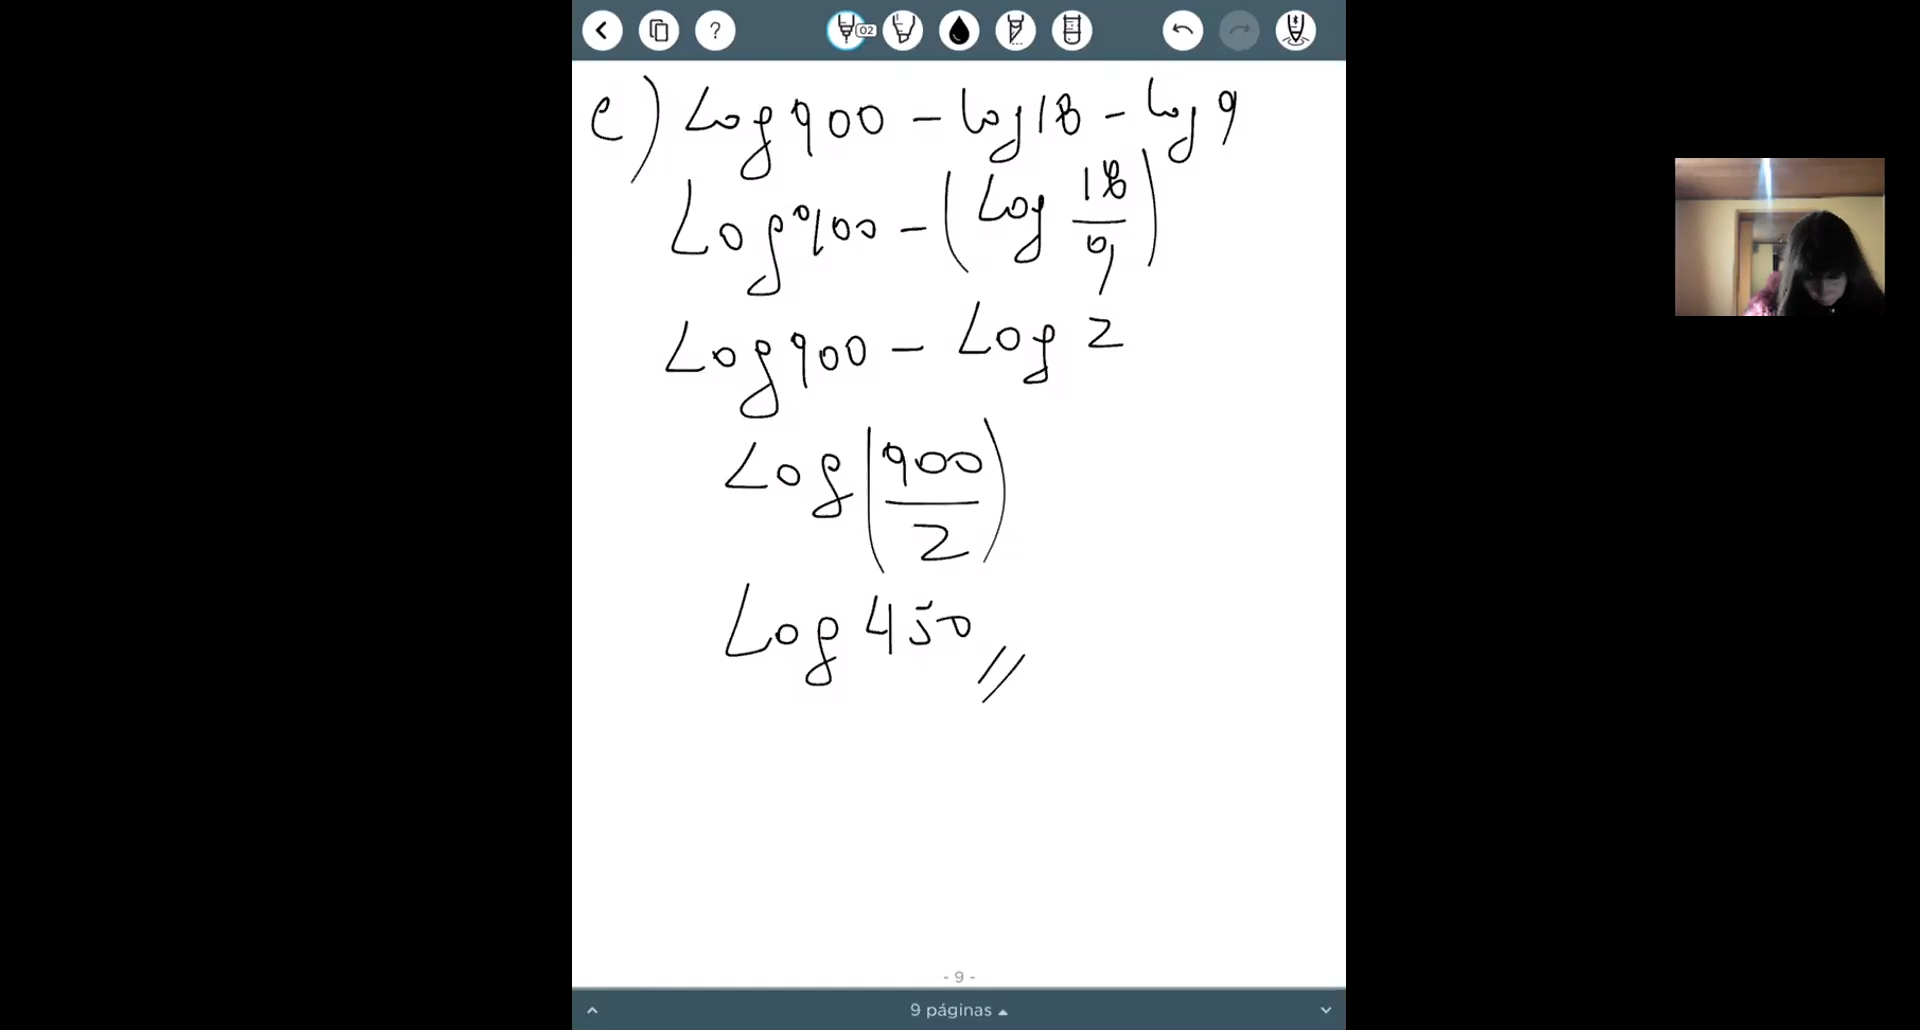 ?
02
e) Log 900 - log 18 - log 9
Log 900 - (Log 18/9)
Log 900 - Log 2
Log (900/2)
Log 450 //
- 9 -
9 páginas